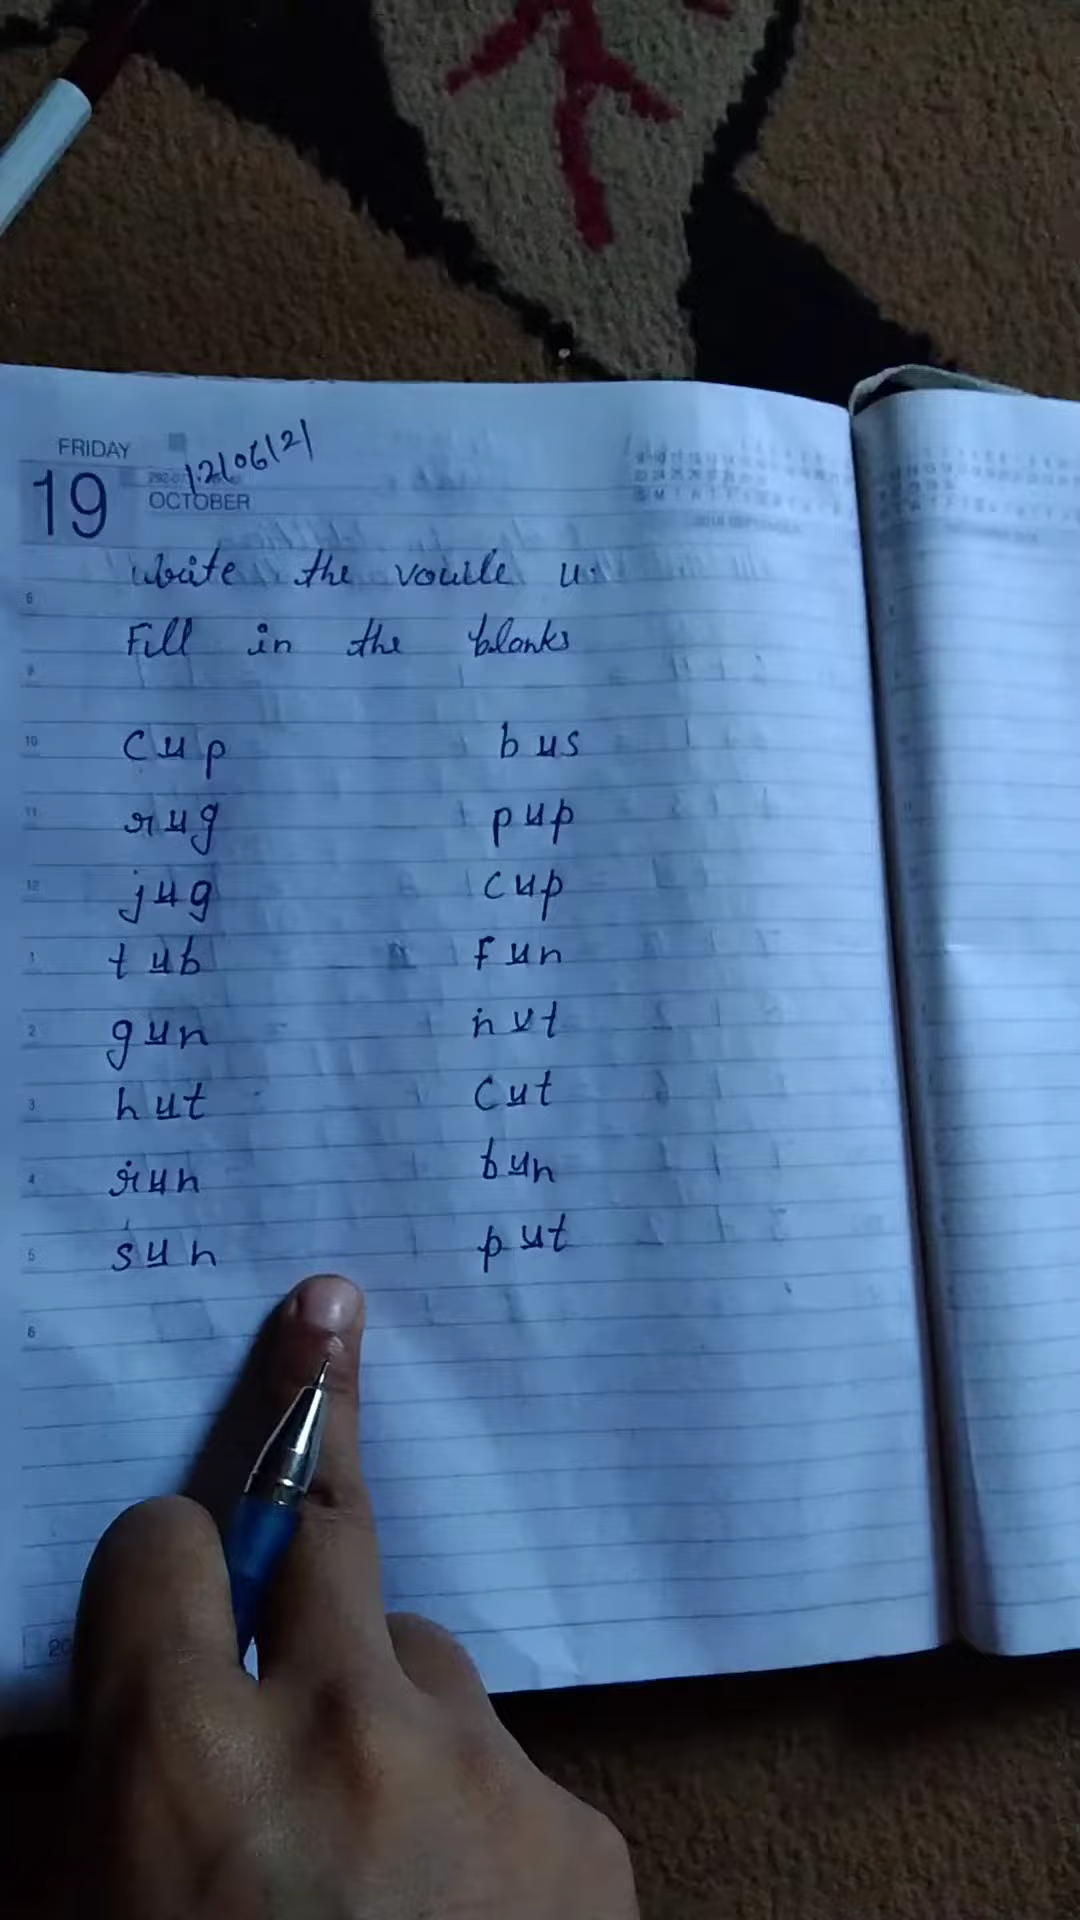 FRIDAY
19
12/06/21
OCTOBER
write the vouile u.
Fill in the blanks
cup bus
rug pup
jug cup
tub fun
gun nut
hut cut
run bun
sun put